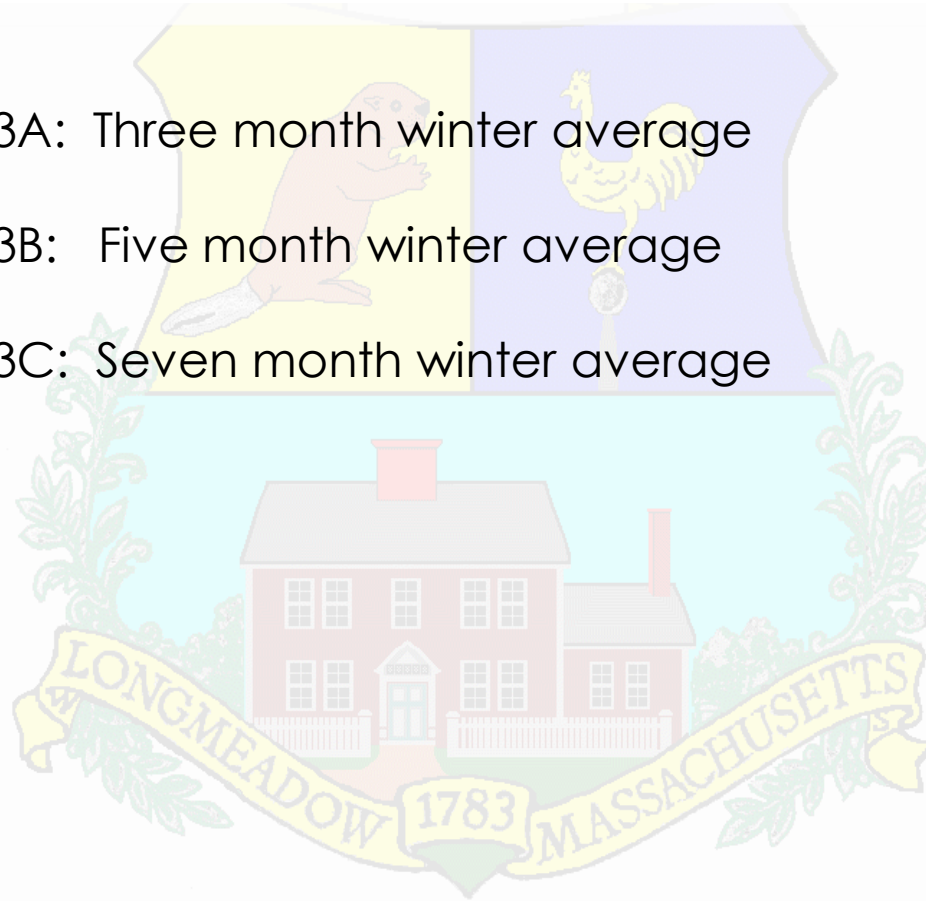 3A: Three month winter average
3B: Five month winter average
3C: Seven month winter average
LONGMEADOW 1783 MASSACHUSETTS